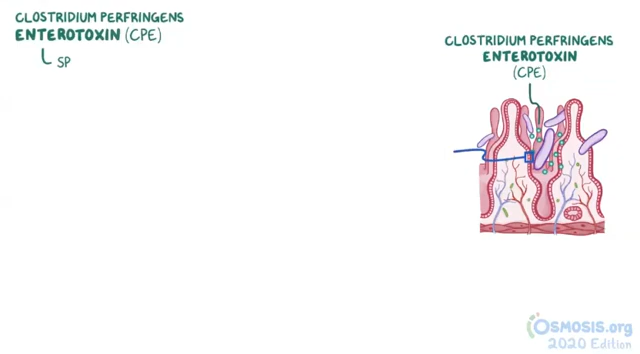 CLOSTRIDIUM PERFRINGENS
ENTEROTOXIN (CPE)
SP
CLOSTRIDIUM PERFRINGENS
ENTEROTOXIN
(CPE)
OSMOSIS.org
2020 Edition